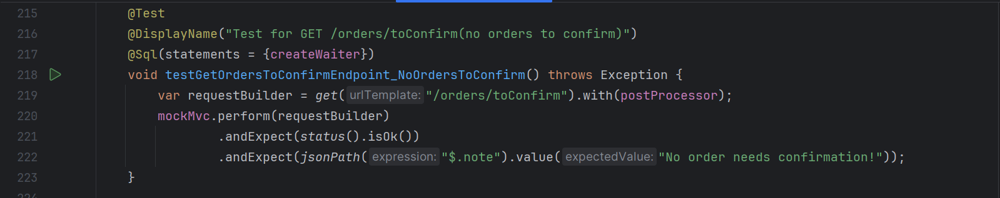 215 @Test
216 @DisplayName("Test for GET /orders/toConfirm(no orders to confirm)")
217 @Sql(statements = {createWaiter})
218 void testGetOrdersToConfirmEndpoint_NoOrdersToConfirm() throws Exception {
219 var requestBuilder = get( urlTemplate: "/orders/toConfirm").with(postProcessor);
220 mockMvc.perform(requestBuilder)
221 .andExpect(status().isOk())
222 .andExpect(jsonPath( expression: "$.note").value( expectedValue: "No order needs confirmation!"));
223 }